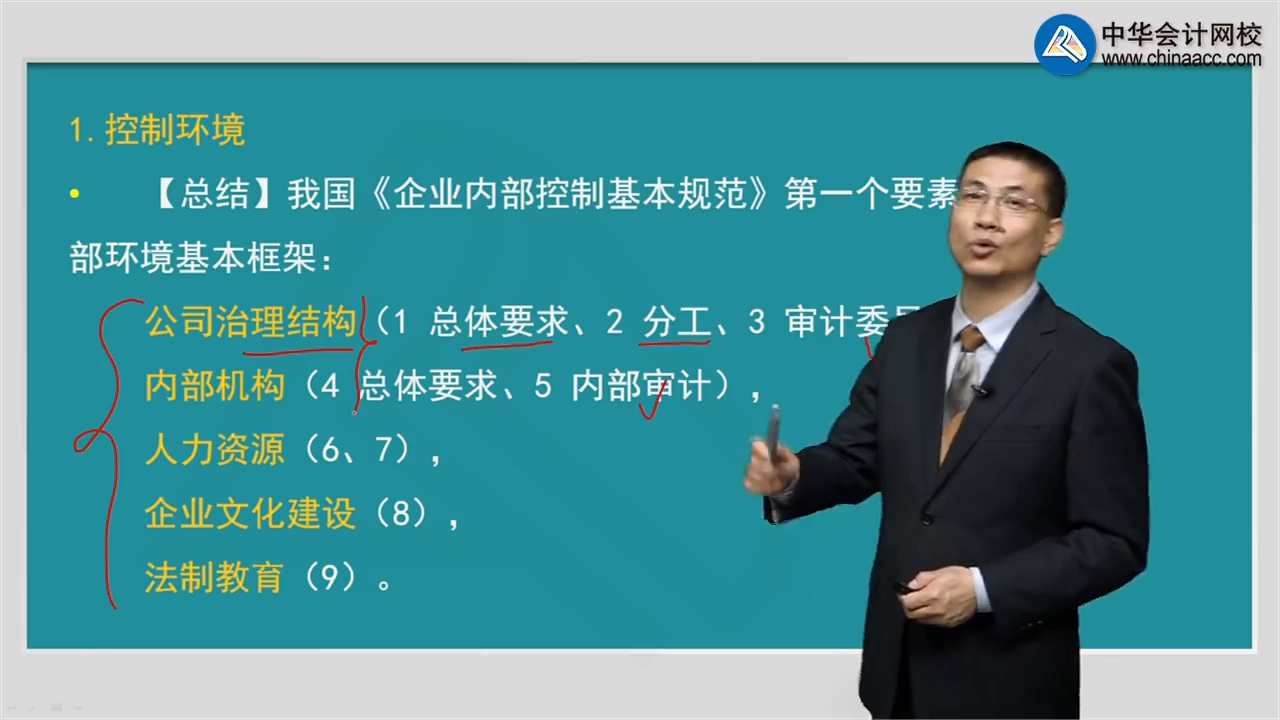 中华会计网校
www.chinaacc.com
1.控制环境
• 【总结】我国《企业内部控制基本规范》第一个要素
部环境基本框架：
公司治理结构（1 总体要求、2 分工、3 审计委
内部机构（4 总体要求、5 内部审计），
人力资源（6、7），
企业文化建设（8），
法制教育（9）。